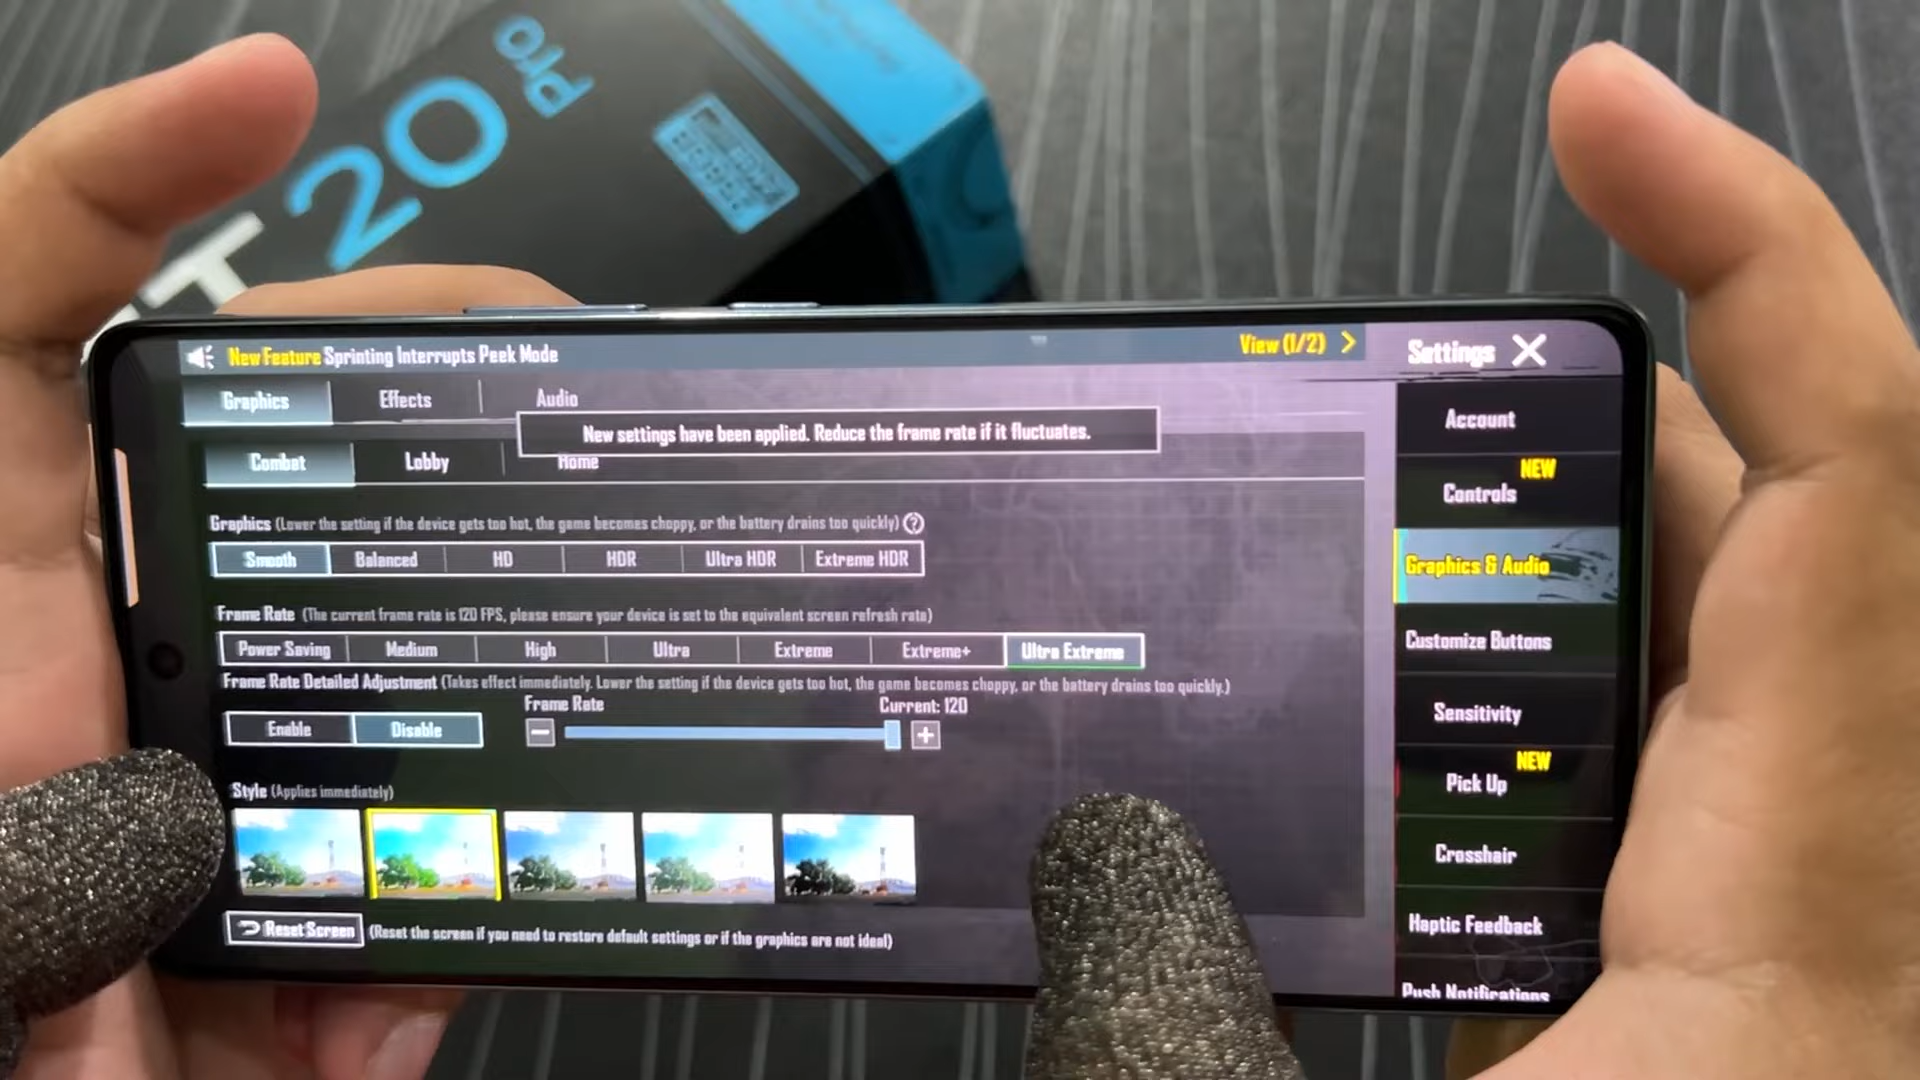 T 20 Pro
New Feature Sprinting Interrupts Peek Mode
View (1/2)
Settings
Graphics
Effects
Audio
New settings have been applied. Reduce the frame rate if it fluctuates.
Combat
Lobby
Home
Graphics (Lower the setting if the device gets too hot, the game becomes choppy, or the battery drains too quickly)
Smooth
Balanced
HD
HDR
Ultra HDR
Extreme HDR
Frame Rate (The current frame rate is 120 FPS, please ensure your device is set to the equivalent screen refresh rate)
Power Saving
Medium
High
Ultra
Extreme
Extreme+
Ultra Extreme
Frame Rate Detailed Adjustment (Takes effect immediately. Lower the setting if the device gets too hot, the game becomes choppy, or the battery drains too quickly.)
Enable
Disable
Frame Rate
Current: 120
Style (Applies immediately)
Reset Screen
(Reset the screen if you need to restore default settings or if the graphics are not ideal)
Account
NEW
Controls
Graphics & Audio
Customize Buttons
Sensitivity
NEW
Pick Up
Crosshair
Haptic Feedback
Push Notifications